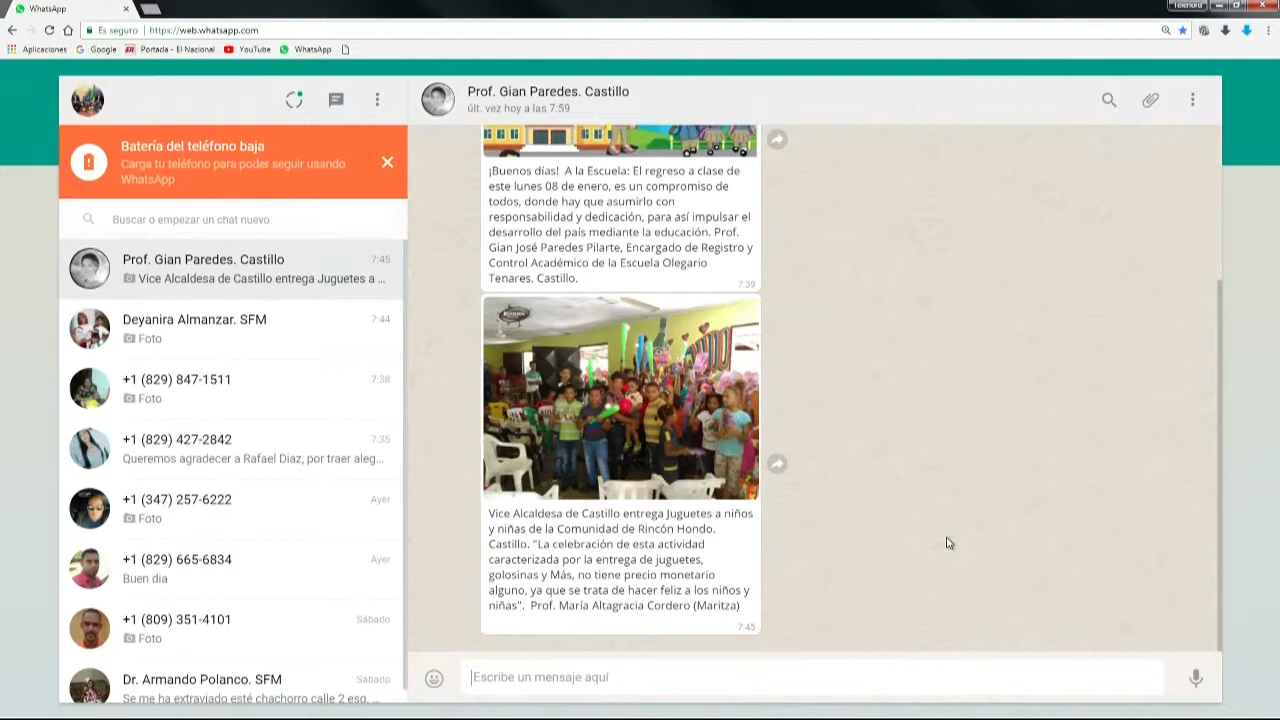 WhatsApp
Telenord
Es seguro | https://web.whatsapp.com
Aplicaciones
Google
Portada - El Nacional
YouTube
WhatsApp
Batería del teléfono baja
Carga tu teléfono para poder seguir usando
WhatsApp
Buscar o empezar un chat nuevo
Prof. Gian Paredes. Castillo
7:45
Vice Alcaldesa de Castillo entrega Juguetes a ...
Deyanira Almanzar. SFM
7:44
Foto
+1 (829) 847-1511
7:38
Foto
+1 (829) 427-2842
7:35
Queremos agradecer a Rafael Diaz, por traer aleg...
+1 (347) 257-6222
Ayer
Foto
+1 (829) 665-6834
Ayer
Buen dia
+1 (809) 351-4101
Sábado
Foto
Dr. Armando Polanco. SFM
Sábado
Se me ha extraviado esté chachorro calle 2 esq. ...
Prof. Gian Paredes. Castillo
últ. vez hoy a las 7:59
¡Buenos días!  A la Escuela: El regreso a clase de
este lunes 08 de enero, es un compromiso de
todos, donde hay que asumirlo con
responsabilidad y dedicación, para así impulsar el
desarrollo del país mediante la educación. Prof.
Gian José Paredes Pilarte, Encargado de Registro y
Control Académico de la Escuela Olegario
Tenares. Castillo.
7:39
Vice Alcaldesa de Castillo entrega Juguetes a niños
y niñas de la Comunidad de Rincón Hondo.
Castillo. "La celebración de esta actividad
caracterizada por la entrega de juguetes,
golosinas y Más, no tiene precio monetario
alguno, ya que se trata de hacer feliz a los niños y
niñas".  Prof. María Altagracia Cordero (Maritza)
7:45
Escribe un mensaje aquí